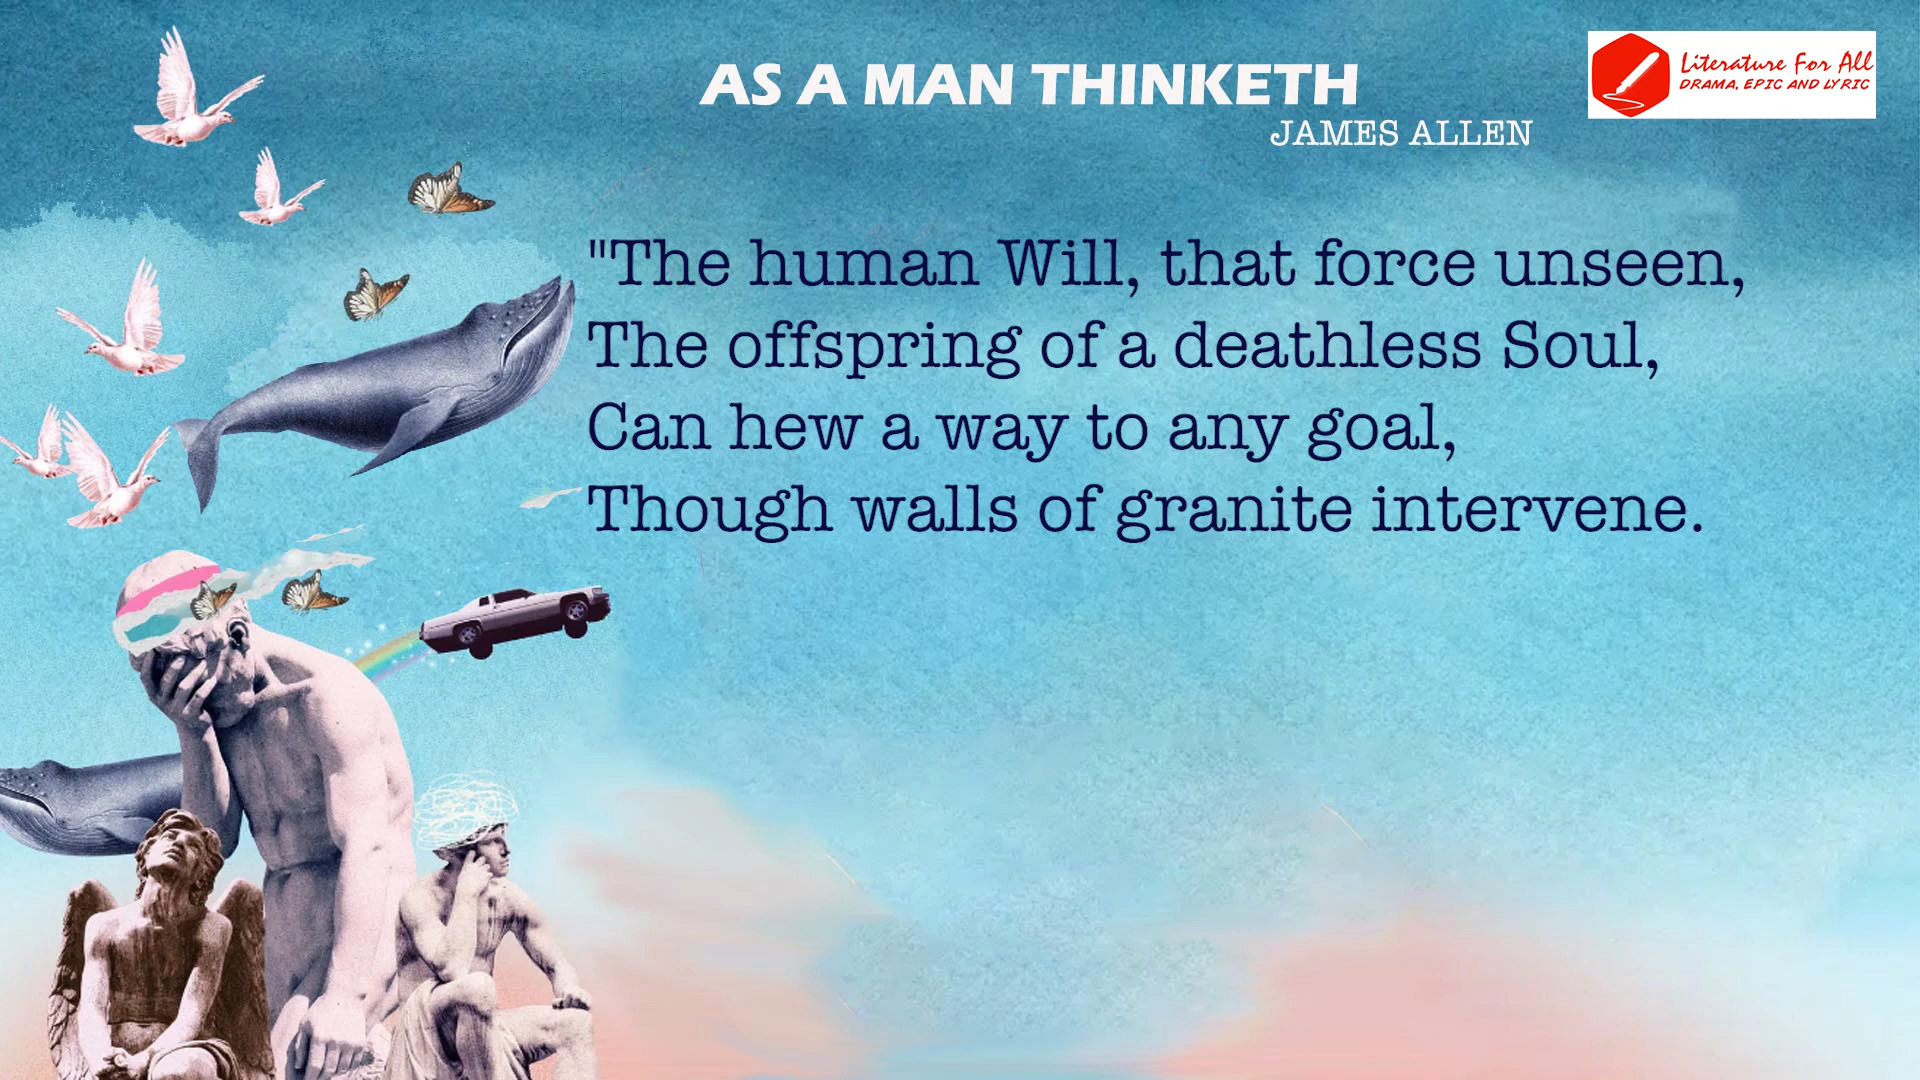 AS A MAN THINKETH
JAMES ALLEN
Literature For All
DRAMA, EPIC AND LYRIC
"The human Will, that force unseen,
The offspring of a deathless Soul,
Can hew a way to any goal,
Though walls of granite intervene.